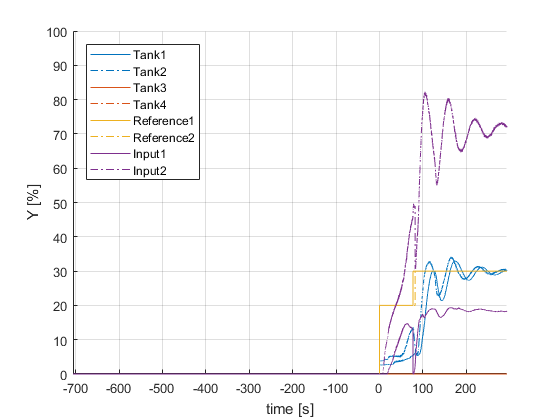 100
90
80
70
60
50
40
30
20
10
0
Y [%]
Tank1
Tank2
Tank3
Tank4
Reference1
Reference2
Input1
Input2
-700 -600 -500 -400 -300 -200 -100 0 100 200
time [s]